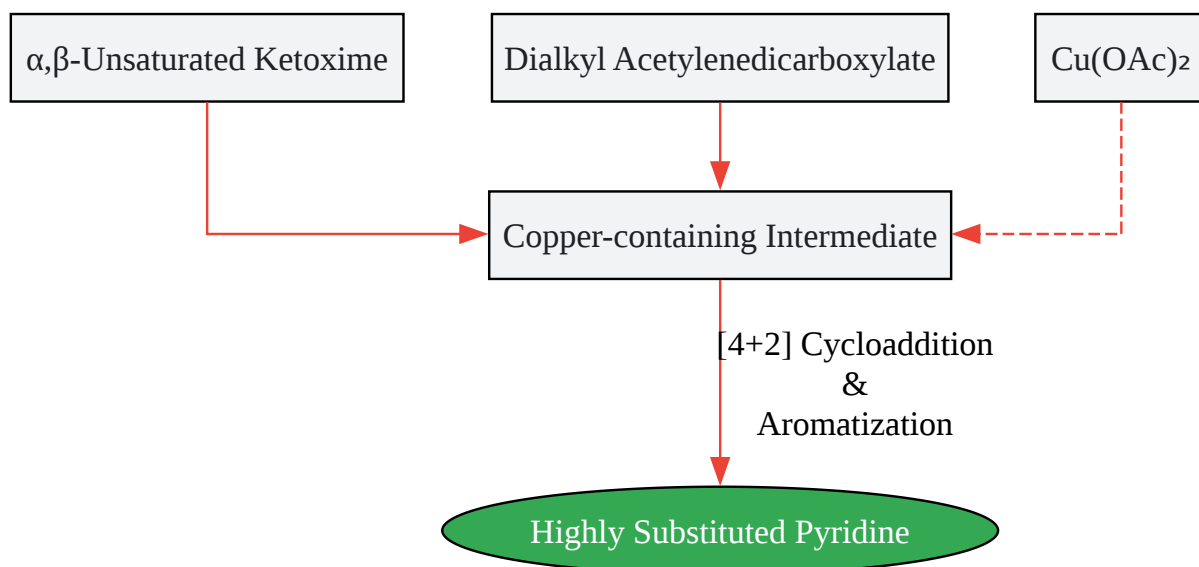 α,β-Unsaturated Ketoxime
Dialkyl Acetylenedicarboxylate
Cu(OAc)₂
Copper-containing Intermediate
[4+2] Cycloaddition
&
Aromatization
Highly Substituted Pyridine